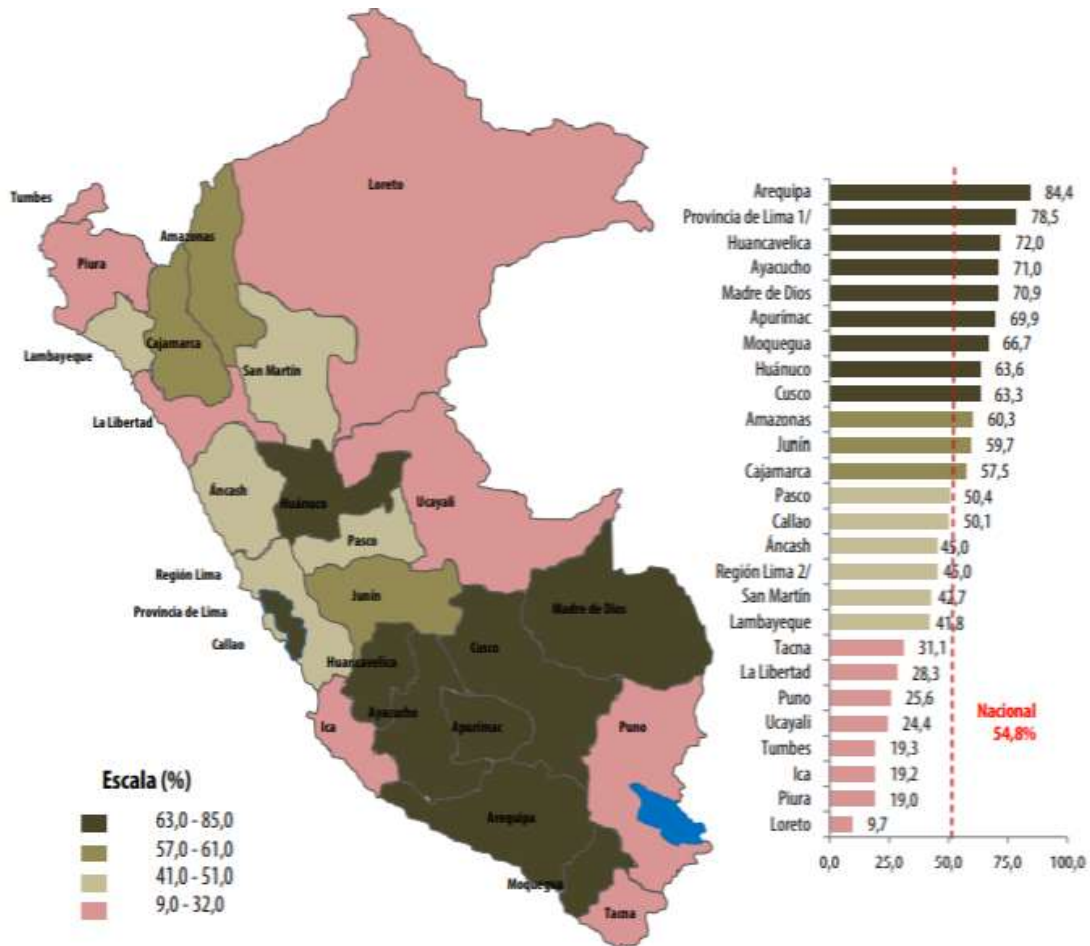 Loreto
Tumbes
Amazonas
Piura
Cajamarca
Lambayeque
San Martín
La Libertad
Áncash
Huánuco
Ucayali
Pasco
Región Lima
Provincia de Lima
Callao
Junín
Madre de Dios
Huancavelica
Cusco
Ayacucho
Apurímac
Ica
Puno
Arequipa
Moquegua
Tacna
Escala (%)
63,0 - 85,0
57,0 - 61,0
41,0 - 51,0
9,0 - 32,0
Arequipa 84,4
Provincia de Lima 1/ 78,5
Huancavelica 72,0
Ayacucho 71,0
Madre de Dios 70,9
Apurímac 69,9
Moquegua 66,7
Huánuco 63,6
Cusco 63,3
Amazonas 60,3
Junín 59,7
Cajamarca 57,5
Pasco 50,4
Callao 50,1
Áncash 45,0
Región Lima 2/ 45,0
San Martín 42,7
Lambayeque 41,8
Tacna 31,1
La Libertad 28,3
Puno 25,6
Ucayali 24,4
Tumbes 19,3
Ica 19,2
Piura 19,0
Loreto 9,7
Nacional
54,8%
0,0 25,0 50,0 75,0 100,0